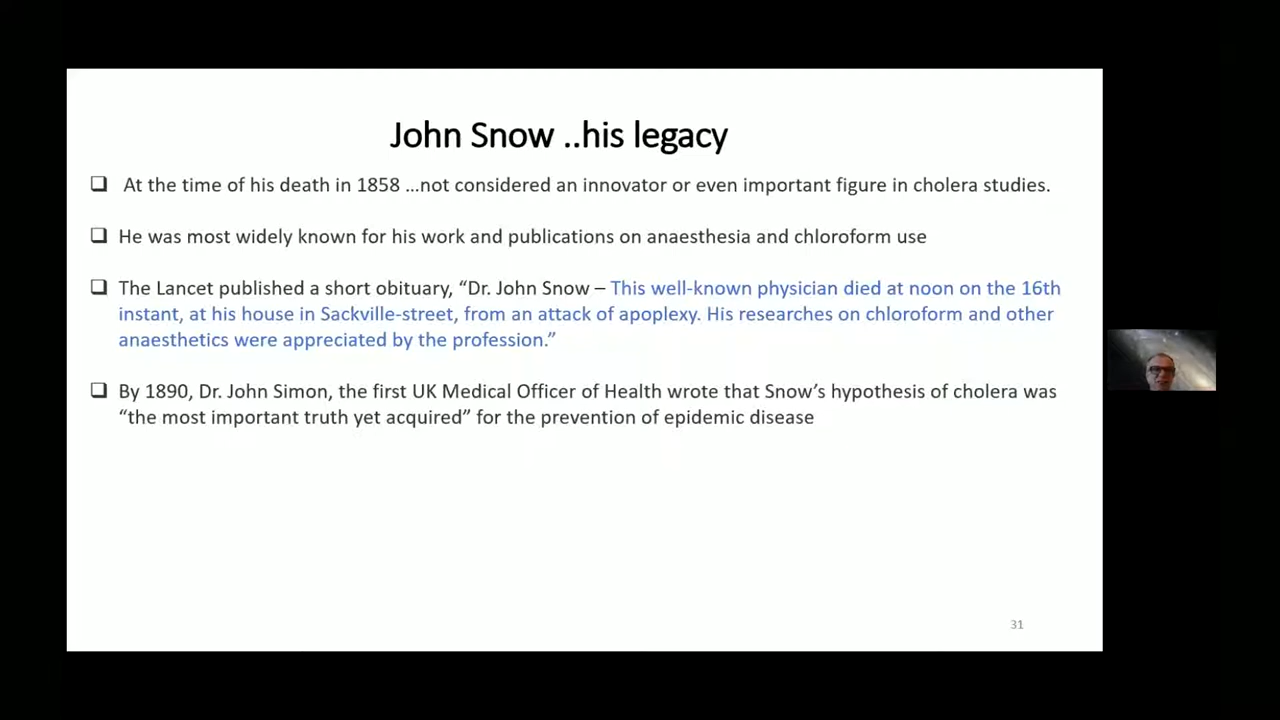 John Snow ..his legacy
❑ At the time of his death in 1858 ...not considered an innovator or even important figure in cholera studies.
❑ He was most widely known for his work and publications on anaesthesia and chloroform use
❑ The Lancet published a short obituary, “Dr. John Snow – This well-known physician died at noon on the 16th
instant, at his house in Sackville-street, from an attack of apoplexy. His researches on chloroform and other
anaesthetics were appreciated by the profession.”
❑ By 1890, Dr. John Simon, the first UK Medical Officer of Health wrote that Snow’s hypothesis of cholera was
“the most important truth yet acquired” for the prevention of epidemic disease
31